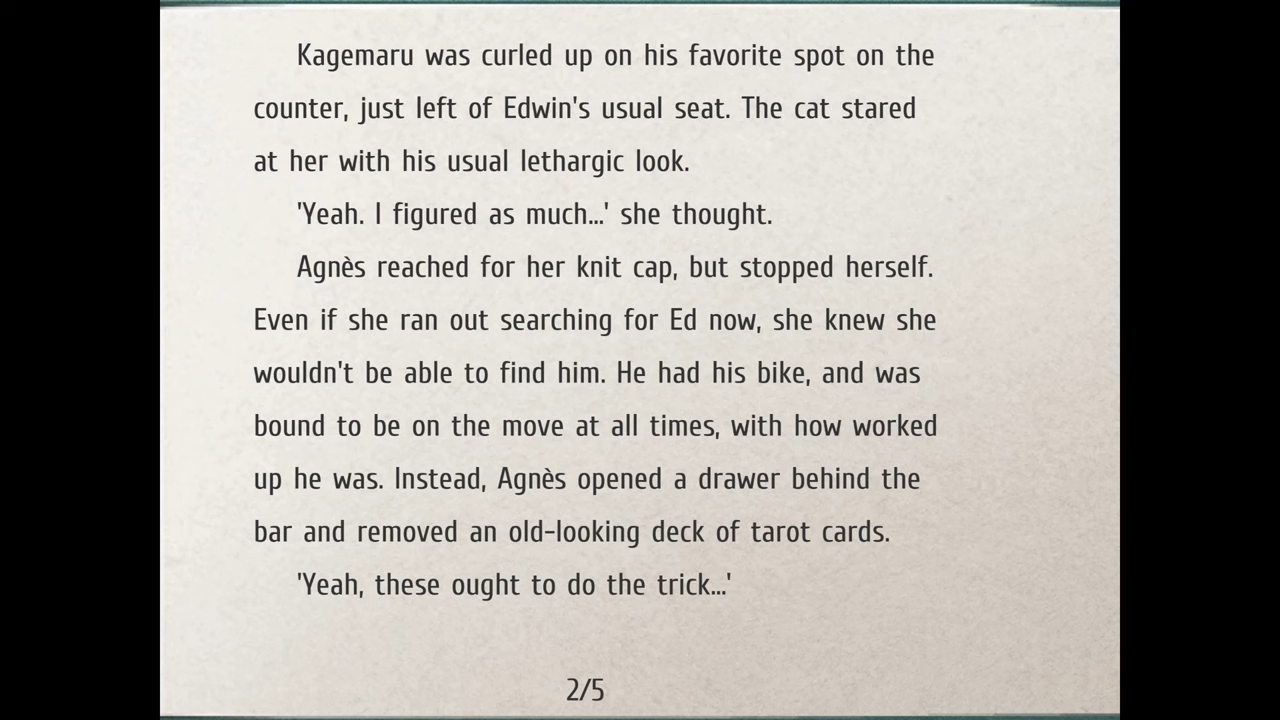 Kagemaru was curled up on his favorite spot on the
counter, just left of Edwin's usual seat. The cat stared
at her with his usual lethargic look.
'Yeah. I figured as much...' she thought.
Agnès reached for her knit cap, but stopped herself.
Even if she ran out searching for Ed now, she knew she
wouldn't be able to find him. He had his bike, and was
bound to be on the move at all times, with how worked
up he was. Instead, Agnès opened a drawer behind the
bar and removed an old-looking deck of tarot cards.
'Yeah, these ought to do the trick...'
2/5